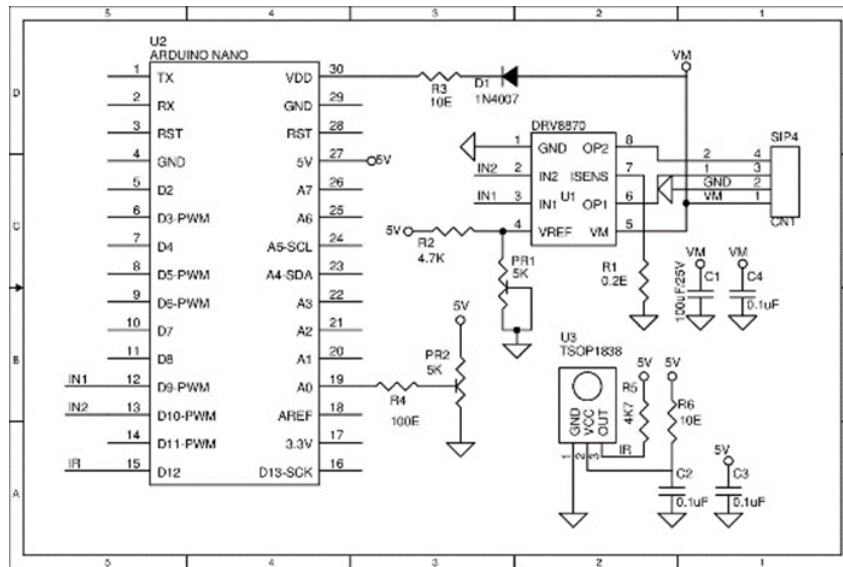 5 4 3 2 1
D
C
B
A
U2
ARDUINO NANO
1 TX VDD 30
2 RX GND 29
3 RST RST 28
4 GND 5V 27 5V
5 D2 A7 26
6 D3-PWM A6 25
7 D4 A5-SCL 24
8 D5-PWM A4-SDA 23
9 D6-PWM A3 22
10 D7 A2 21
11 D8 A1 20
IN1 12 D9-PWM A0 19
IN2 13 D10-PWM AREF 18
14 D11-PWM 3.3V 17
IR 15 D12 D13-SCK 16
R3
10E
D1
1N4007
VM
DRV8870
1 GND OP2 8
IN2 2 IN2 ISENS 7
IN1 3 IN1 U1 OP1 6
4 VREF VM 5
SIP4
2 4
1 3
GND 2
VM 1
CN1
5V
R2
4.7K
PR1
5K
R1
0.2E
VM
C1
100uF/25V
VM
C4
0.1uF
5V
PR2
5K
R4
100E
U3
TSOP1838
GND
VCC
OUT
1
2
3
IR
5V
R5
4K7
5V
R6
10E
C2
0.1uF
5V
C3
0.1uF
D
C
B
A
5 4 3 2 1